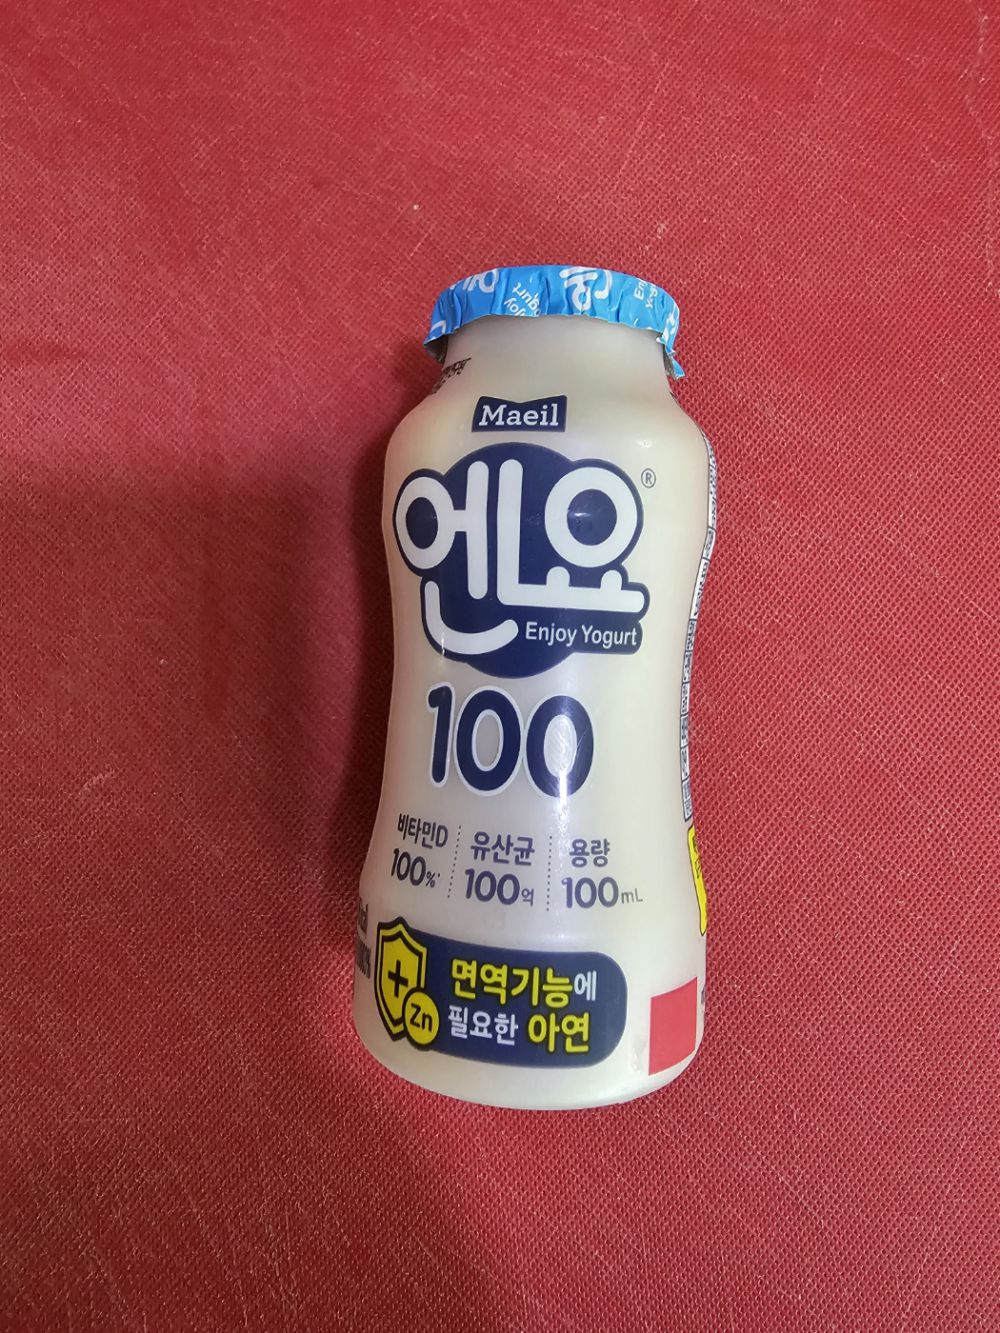 Maeil
엔요®
Enjoy Yogurt
100
비타민D 유산균 용량
100%* 100억 100mL
면역기능에
Zn 필요한 아연